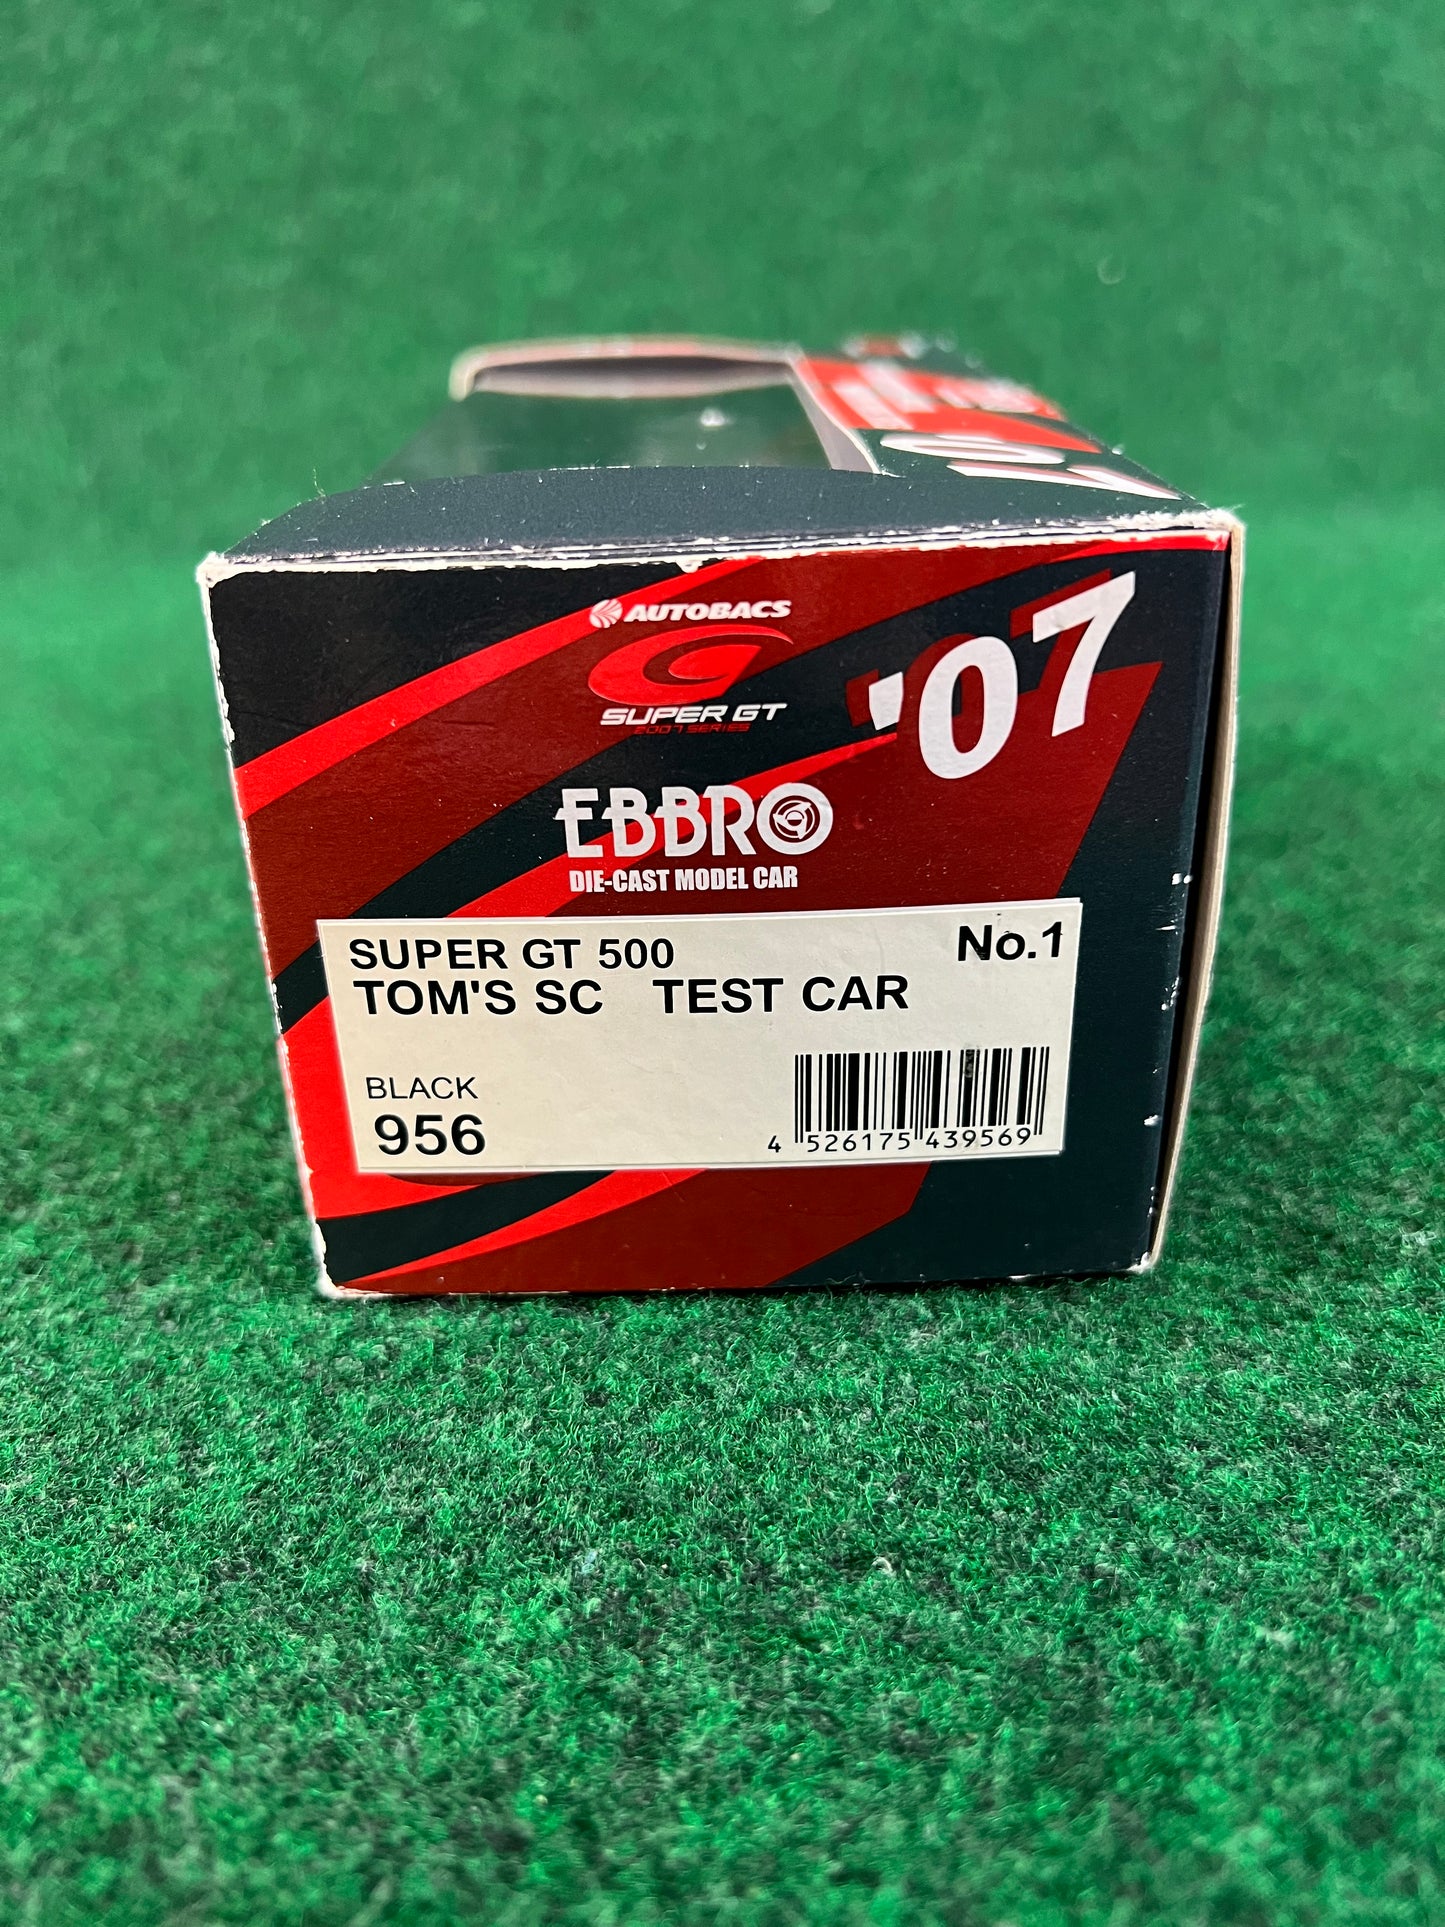 AUTOBACS
SUPER GT
2007 SERIES
'07
EBBRO
DIE-CAST MODEL CAR
SUPER GT 500 No.1
TOM'S SC TEST CAR
BLACK
956
4 526175 439569